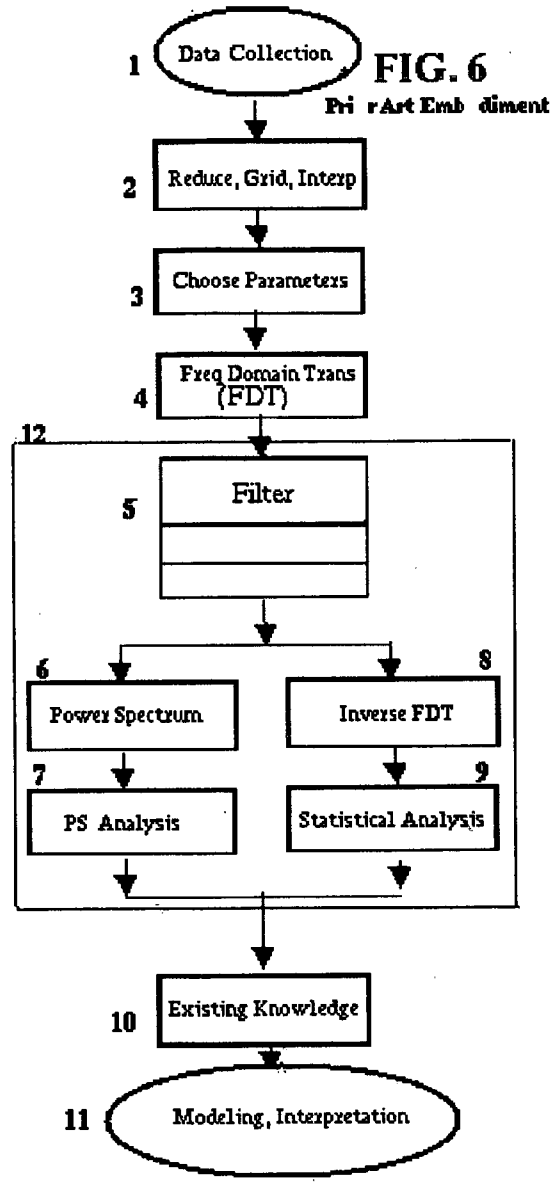 1
Data Collection
FIG. 6
Pri r Art Emb diment
2
Reduce, Grid, Interp
3
Choose Parameters
4
Freq Domain Trans
(FDT)
12
5
Filter
6
Power Spectrum
8
Inverse FDT
7
PS Analysis
9
Statistical Analysis
10
Existing Knowledge
11
Modeling, Interpretation